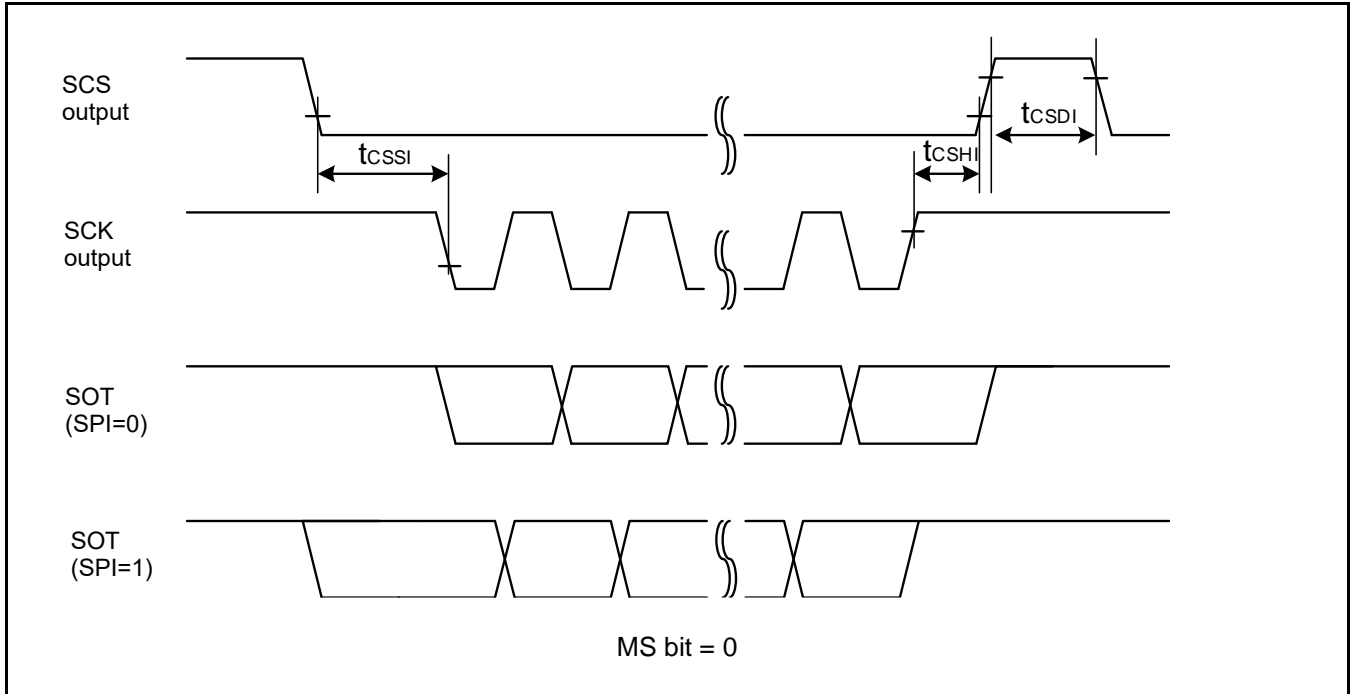 SCS
output
tCSDI
tCSSI
tCSHI
SCK
output
SOT
(SPI=0)
SOT
(SPI=1)
MS bit = 0